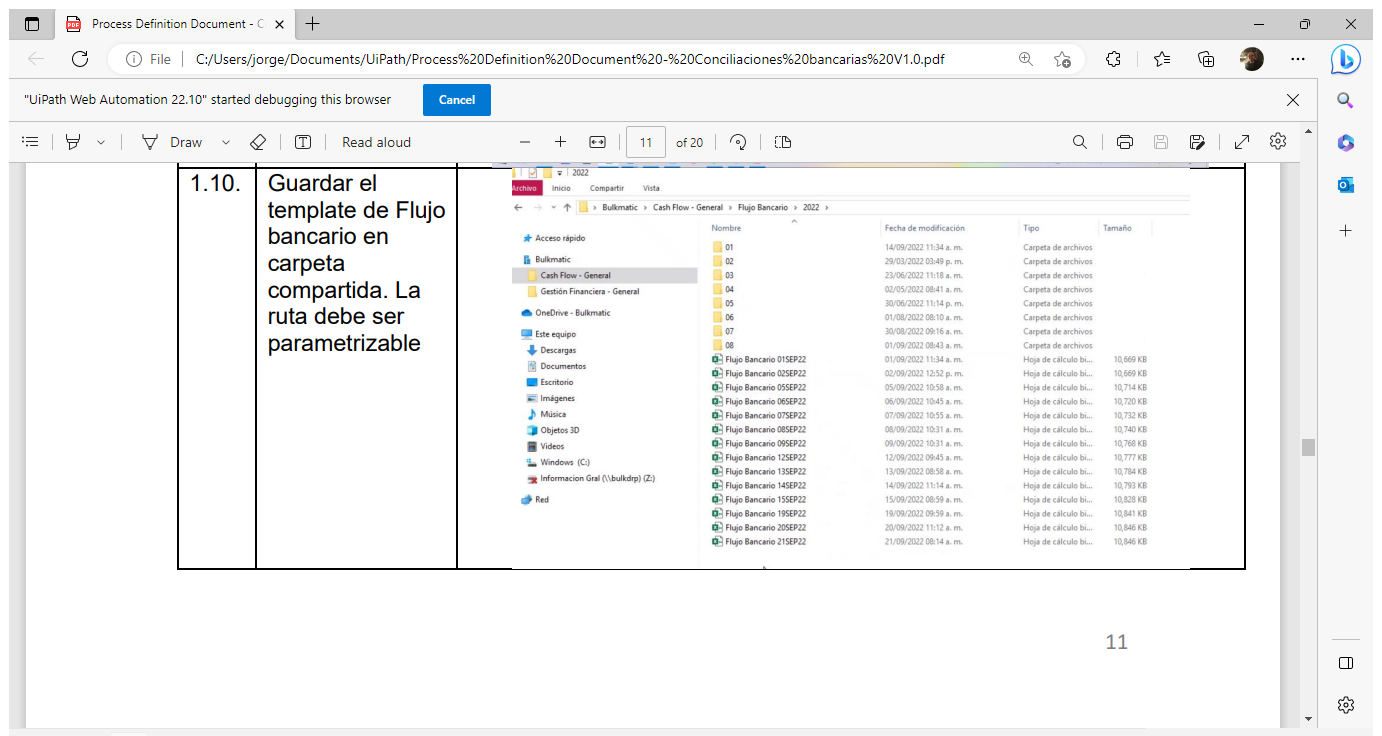 Process Definition Document - C
File
C:/Users/jorge/Documents/UiPath/Process%20Definition%20Document%20-%20Conciliaciones%20bancarias%20V1.0.pdf
"UiPath Web Automation 22.10" started debugging this browser
Cancel
Draw
Read aloud
11 of 20
1.10.
Guardar el
template de Flujo
bancario en
carpeta
compartida. La
ruta debe ser
parametrizable
2022
Archivo Inicio Compartir Vista
Bulkmatic > Cash Flow - General > Flujo Bancario > 2022 >
Acceso rápido
Bulkmatic
Cash Flow - General
Gestión Financiera - General
OneDrive - Bulkmatic
Este equipo
Descargas
Documentos
Escritorio
Imágenes
Música
Objetos 3D
Videos
Windows (C:)
Informacion Gral (\\bulkdrp) (Z:)
Red
Nombre Fecha de modificación Tipo Tamaño
01 14/09/2022 11:34 a. m. Carpeta de archivos
02 29/03/2022 03:49 p. m. Carpeta de archivos
03 23/06/2022 11:18 a. m. Carpeta de archivos
04 02/05/2022 08:41 a. m. Carpeta de archivos
05 30/06/2022 11:14 p. m. Carpeta de archivos
06 01/08/2022 08:10 a. m. Carpeta de archivos
07 30/08/2022 09:16 a. m. Carpeta de archivos
08 01/09/2022 08:43 a. m. Carpeta de archivos
Flujo Bancario 01SEP22 01/09/2022 11:34 a. m. Hoja de cálculo bi... 10,669 KB
Flujo Bancario 02SEP22 02/09/2022 12:52 p. m. Hoja de cálculo bi... 10,669 KB
Flujo Bancario 05SEP22 05/09/2022 10:58 a. m. Hoja de cálculo bi... 10,714 KB
Flujo Bancario 06SEP22 06/09/2022 10:45 a. m. Hoja de cálculo bi... 10,720 KB
Flujo Bancario 07SEP22 07/09/2022 10:55 a. m. Hoja de cálculo bi... 10,732 KB
Flujo Bancario 08SEP22 08/09/2022 10:31 a. m. Hoja de cálculo bi... 10,740 KB
Flujo Bancario 09SEP22 09/09/2022 10:31 a. m. Hoja de cálculo bi... 10,768 KB
Flujo Bancario 12SEP22 12/09/2022 09:45 a. m. Hoja de cálculo bi... 10,777 KB
Flujo Bancario 13SEP22 13/09/2022 08:58 a. m. Hoja de cálculo bi... 10,784 KB
Flujo Bancario 14SEP22 14/09/2022 11:14 a. m. Hoja de cálculo bi... 10,793 KB
Flujo Bancario 15SEP22 15/09/2022 08:59 a. m. Hoja de cálculo bi... 10,828 KB
Flujo Bancario 19SEP22 19/09/2022 09:59 a. m. Hoja de cálculo bi... 10,841 KB
Flujo Bancario 20SEP22 20/09/2022 11:12 a. m. Hoja de cálculo bi... 10,846 KB
Flujo Bancario 21SEP22 21/09/2022 08:14 a. m. Hoja de cálculo bi... 10,846 KB
11